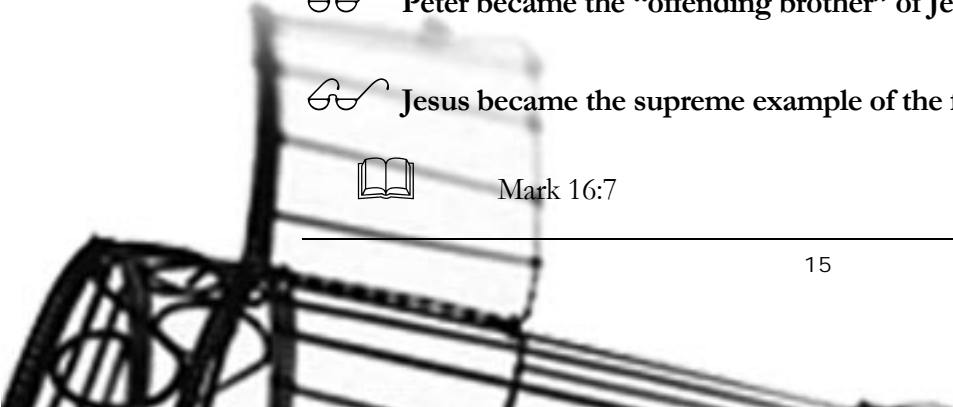 Peter became the “offending brother” of Je
Jesus became the supreme example of the f
Mark 16:7
15